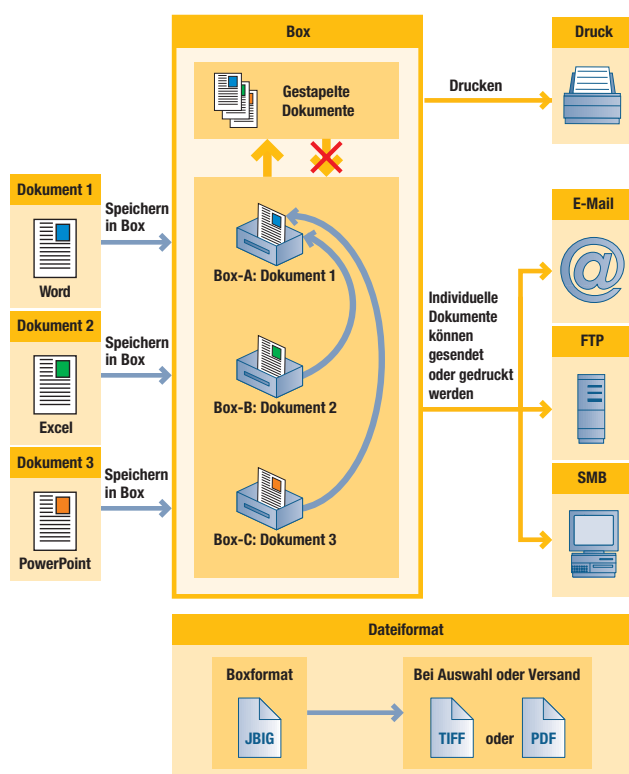 Box
Druck
Gestapelte
Dokumente
Drucken
Dokument 1
Speichern
in Box
Word
Box-A: Dokument 1
E-Mail
@
Dokument 2
Speichern
in Box
Excel
Box-B: Dokument 2
Individuelle
Dokumente
können
gesendet
oder gedruckt
werden
FTP
Dokument 3
Speichern
in Box
PowerPoint
Box-C: Dokument 3
SMB
Dateiformat
Boxformat
JBIG
Bei Auswahl oder Versand
TIFF oder PDF